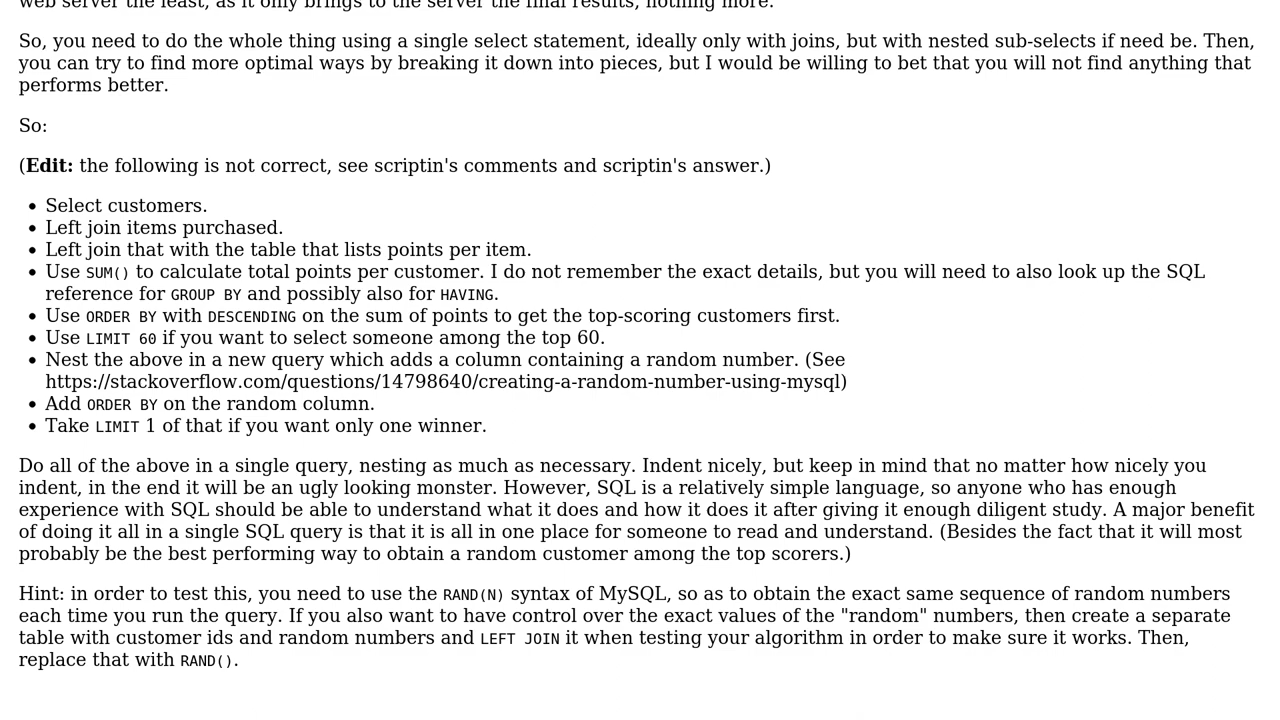 web server the least, as it only brings to the server the final results, nothing more.
So, you need to do the whole thing using a single select statement, ideally only with joins, but with nested sub-selects if need be. Then,
you can try to find more optimal ways by breaking it down into pieces, but I would be willing to bet that you will not find anything that
performs better.
So:
(Edit: the following is not correct, see scriptin's comments and scriptin's answer.)
• Select customers.
• Left join items purchased.
• Left join that with the table that lists points per item.
• Use SUM() to calculate total points per customer. I do not remember the exact details, but you will need to also look up the SQL
reference for GROUP BY and possibly also for HAVING.
• Use ORDER BY with DESCENDING on the sum of points to get the top-scoring customers first.
• Use LIMIT 60 if you want to select someone among the top 60.
• Nest the above in a new query which adds a column containing a random number. (See
https://stackoverflow.com/questions/14798640/creating-a-random-number-using-mysql)
• Add ORDER BY on the random column.
• Take LIMIT 1 of that if you want only one winner.
Do all of the above in a single query, nesting as much as necessary. Indent nicely, but keep in mind that no matter how nicely you
indent, in the end it will be an ugly looking monster. However, SQL is a relatively simple language, so anyone who has enough
experience with SQL should be able to understand what it does and how it does it after giving it enough diligent study. A major benefit
of doing it all in a single SQL query is that it is all in one place for someone to read and understand. (Besides the fact that it will most
probably be the best performing way to obtain a random customer among the top scorers.)
Hint: in order to test this, you need to use the RAND(N) syntax of MySQL, so as to obtain the exact same sequence of random numbers
each time you run the query. If you also want to have control over the exact values of the "random" numbers, then create a separate
table with customer ids and random numbers and LEFT JOIN it when testing your algorithm in order to make sure it works. Then,
replace that with RAND().